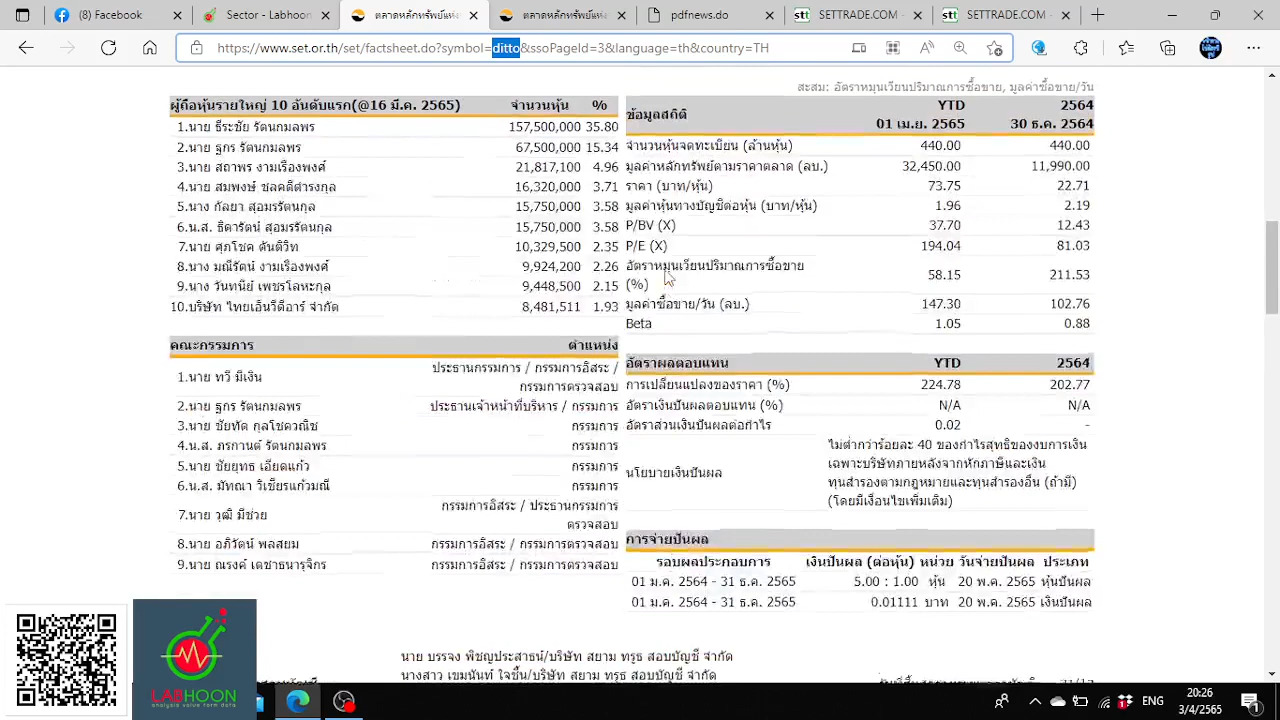 (3) Facebook
ตลาดหลักทรัพย์แ
ตลาดหลักทรัพย์แ
pdfnews.do
SETTRADE.COM
SETTRADE.COM
https://www.set.or.th/set/factsheet.do?symbol=ditto&ssoPageId=3&language=th&country=TH
สะสม: อัตราหมุนเวียนปริมาณการซื้อขาย, มูลค่าซื้อขาย/วัน
ผู้ถือหุ้นรายใหญ่ 10 อันดับแรก(@16 มี.ค. 2565) จำนวนหุ้น %
1.นาย ธีระชัย รัตนกมลพร 157,500,000 35.80
2.นาย ฐกร รัตนกมลพร 67,500,000 15.34
3.นาย สถาพร งามเรืองพงศ์ 21,817,100 4.96
4.นาย สมพงษ์ ชลคดีดำรงกุล 16,320,000 3.71
5.นาง กัลยา สุอมรรัตนกุล 15,750,000 3.58
6.น.ส. ธิดารัตน์ สุอมรรัตนกุล 15,750,000 3.58
7.นาย ศุภโชค ตันติวิท 10,329,500 2.35
8.นาง มณีรัตน์ งามเรืองพงศ์ 9,924,200 2.26
9.นาง วันทนีย์ เพชรโลหะกุล 9,448,500 2.15
10.บริษัท ไทยเอ็นวีดีอาร์ จำกัด 8,481,511 1.93
คณะกรรมการ ตำแหน่ง
1.นาย ทวี มีเงิน ประธานกรรมการ / กรรมการอิสระ /
กรรมการตรวจสอบ
2.นาย ฐกร รัตนกมลพร ประธานเจ้าหน้าที่บริหาร / กรรมการ
3.นาย ชัยทัด กุลโชควณิช กรรมการ
4.น.ส. ภรกานต์ รัตนกมลพร กรรมการ
5.นาย ชัยยุทธ เอี่ยดแก้ว กรรมการ
6.น.ส. มัทณา วิเชียรแก้วมณี กรรมการ
7.นาย วุฒิ มีช่วย กรรมการอิสระ / ประธานกรรมการ
ตรวจสอบ
8.นาย อภิวัตน์ พลสยม กรรมการอิสระ / กรรมการตรวจสอบ
9.นาย ณรงค์ เตชาธนารุจิกร กรรมการอิสระ / กรรมการตรวจสอบ
ข้อมูลสถิติ YTD 2564
01 เม.ย. 2565 30 ธ.ค. 2564
จำนวนหุ้นจดทะเบียน (ล้านหุ้น) 440.00 440.00
มูลค่าหลักทรัพย์ตามราคาตลาด (ลบ.) 32,450.00 11,990.00
ราคา (บาท/หุ้น) 73.75 22.71
มูลค่าหุ้นทางบัญชีต่อหุ้น (บาท/หุ้น) 1.96 2.19
P/BV (X) 37.70 12.43
P/E (X) 194.04 81.03
อัตราหมุนเวียนปริมาณการซื้อขาย
(%) 58.15 211.53
มูลค่าซื้อขาย/วัน (ลบ.) 147.30 102.76
Beta 1.05 0.88
อัตราผลตอบแทน YTD 2564
การเปลี่ยนแปลงของราคา (%) 224.78 202.77
อัตราเงินปันผลตอบแทน (%) N/A N/A
อัตราส่วนเงินปันผลต่อกำไร 0.02 -
นโยบายเงินปันผล ไม่ต่ำกว่าร้อยละ 40 ของกำไรสุทธิของงบการเงิน
เฉพาะบริษัทภายหลังจากหักภาษีและเงิน
ทุนสำรองตามกฎหมายและทุนสำรองอื่น (ถ้ามี)
(โดยมีเงื่อนไขเพิ่มเติม)
การจ่ายปันผล
รอบผลประกอบการ เงินปันผล (ต่อหุ้น) หน่วย วันจ่ายปันผล ประเภท
01 ม.ค. 2564 - 31 ธ.ค. 2564 5.00 : 1.00 หุ้น 20 พ.ค. 2565 หุ้นปันผล
01 ม.ค. 2564 - 31 ธ.ค. 2564 0.01111 บาท 20 พ.ค. 2565 เงินปันผล
นาย บรรจง พิชญประสาธน์/บริษัท สยาม ทรูธ สอบบัญชี จำกัด
นางสาว เขมนันท์ ใจชื้น/บริษัท สยาม ทรูธ สอบบัญชี จำกัด
LABHOON
analysis value term data
ENG
20:26
3/4/2565